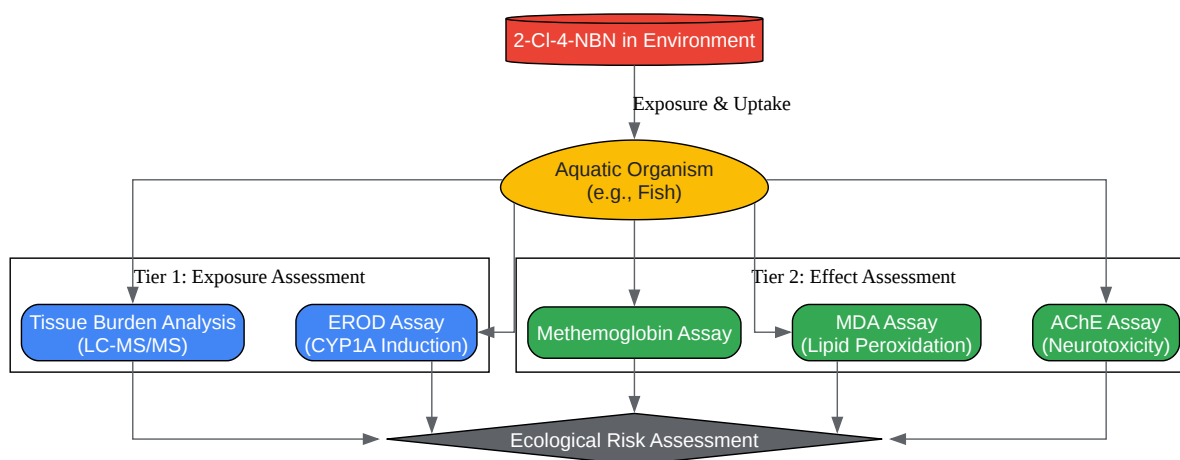 2-Cl-4-NBN in Environment
Exposure & Uptake
Aquatic Organism
(e.g., Fish)
Tier 1: Exposure Assessment
Tier 2: Effect Assessment
Tissue Burden Analysis
(LC-MS/MS)
EROD Assay
(CYP1A Induction)
Methemoglobin Assay
MDA Assay
(Lipid Peroxidation)
AChE Assay
(Neurotoxicity)
Ecological Risk Assessment